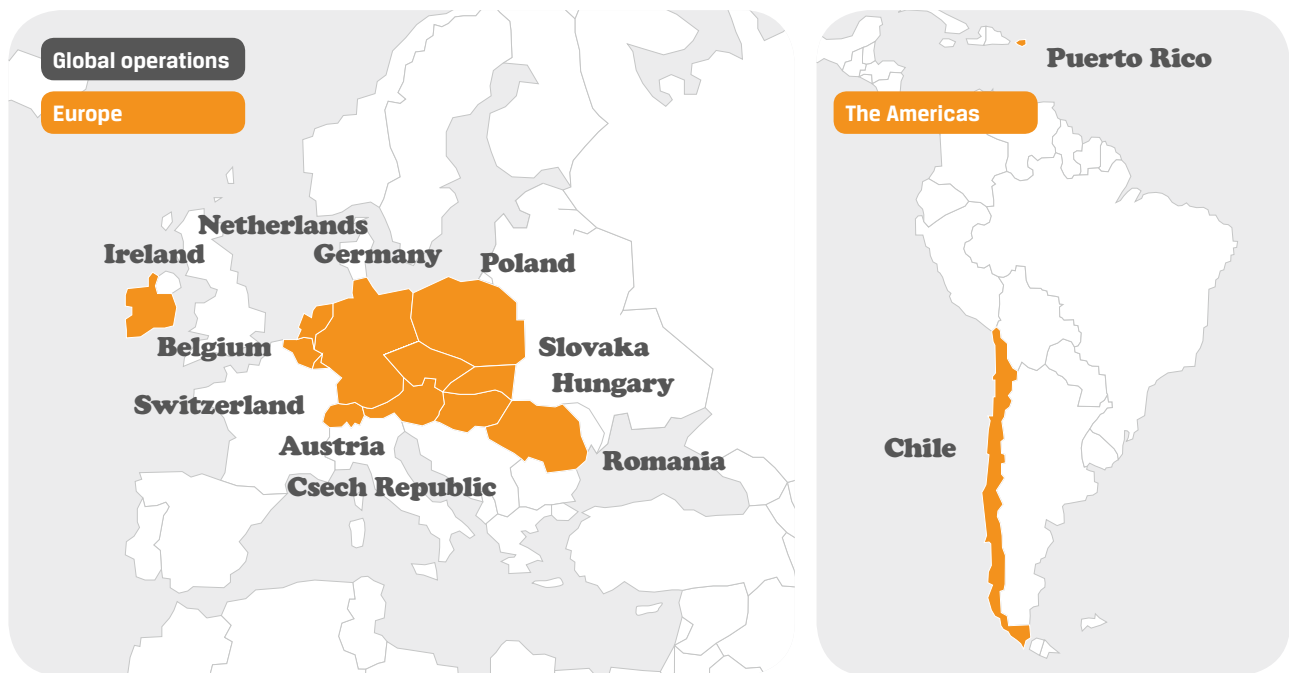 Global operations
Europe
Netherlands
Ireland
Germany
Poland
Belgium
Slovaka
Hungary
Switzerland
Austria
Romania
Csech Republic
Puerto Rico
The Americas
Chile